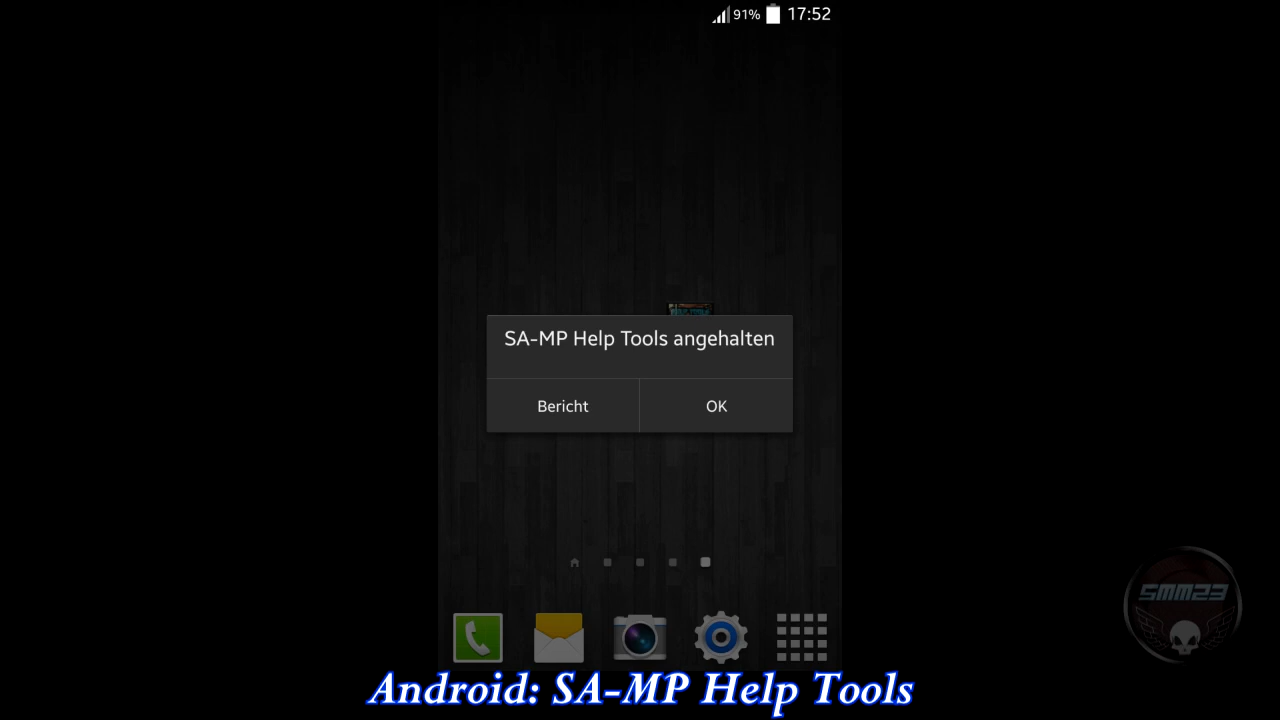 91% 17:52
SA-MP Help Tools angehalten
Bericht OK
SMM23
Android: SA-MP Help Tools